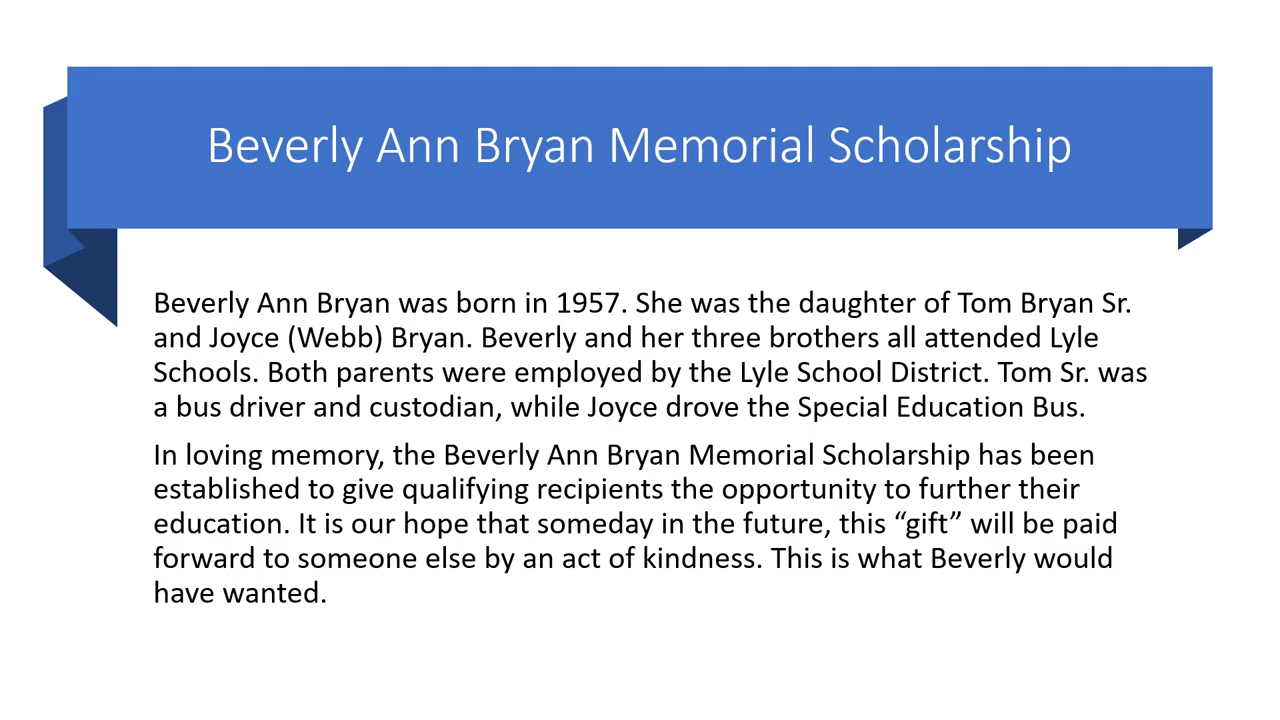 Beverly Ann Bryan Memorial Scholarship
Beverly Ann Bryan was born in 1957. She was the daughter of Tom Bryan Sr.
and Joyce (Webb) Bryan. Beverly and her three brothers all attended Lyle
Schools. Both parents were employed by the Lyle School District. Tom Sr. was
a bus driver and custodian, while Joyce drove the Special Education Bus.
In loving memory, the Beverly Ann Bryan Memorial Scholarship has been
established to give qualifying recipients the opportunity to further their
education. It is our hope that someday in the future, this “gift” will be paid
forward to someone else by an act of kindness. This is what Beverly would
have wanted.